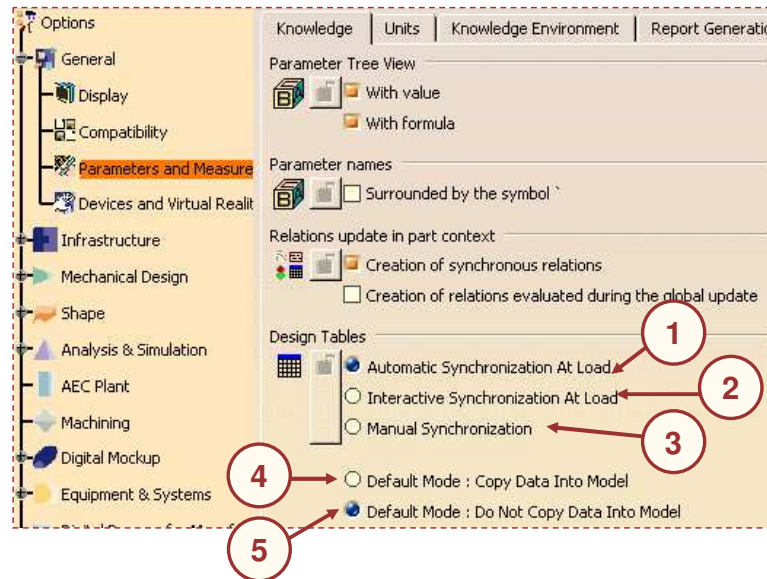 Options
General
Display
Compatibility
Parameters and Measure
Devices and Virtual Realit
Infrastructure
Mechanical Design
Shape
Analysis & Simulation
AEC Plant
Machining
Digital Mockup
Equipment & Systems
Knowledge Units Knowledge Environment Report Generatio
Parameter Tree View
With value
With formula
Parameter names
Surrounded by the symbol `
Relations update in part context
Creation of synchronous relations
Creation of relations evaluated during the global update
Design Tables
Automatic Synchronization At Load
1
Interactive Synchronization At Load
2
Manual Synchronization
3
4
Default Mode : Copy Data Into Model
5
Default Mode : Do Not Copy Data Into Model